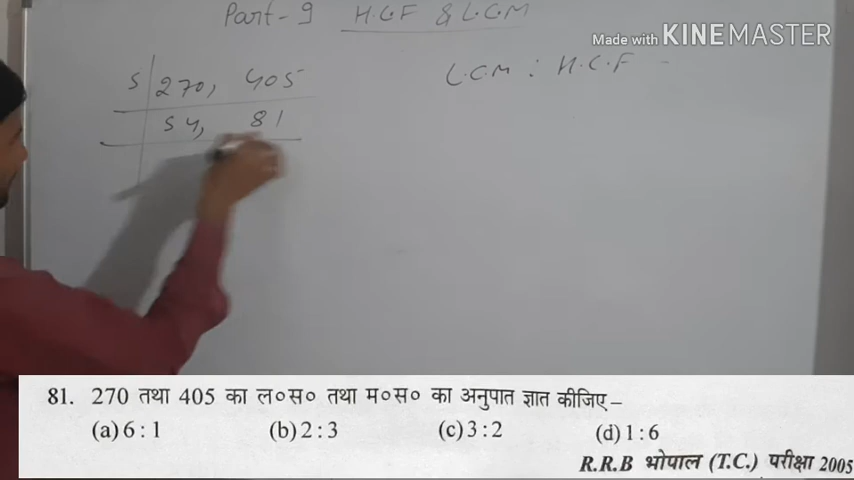 Part-9 H.C.F & L.C.M
Made with KINEMASTER
5 270, 405
L.C.M : H.C.F -
54, 81
81. 270 तथा 405 का ल०स० तथा म०स० का अनुपात ज्ञात कीजिए –
(a) 6 : 1 (b) 2 : 3 (c) 3 : 2 (d) 1 : 6
R.R.B भोपाल (T.C.) परीक्षा 2005